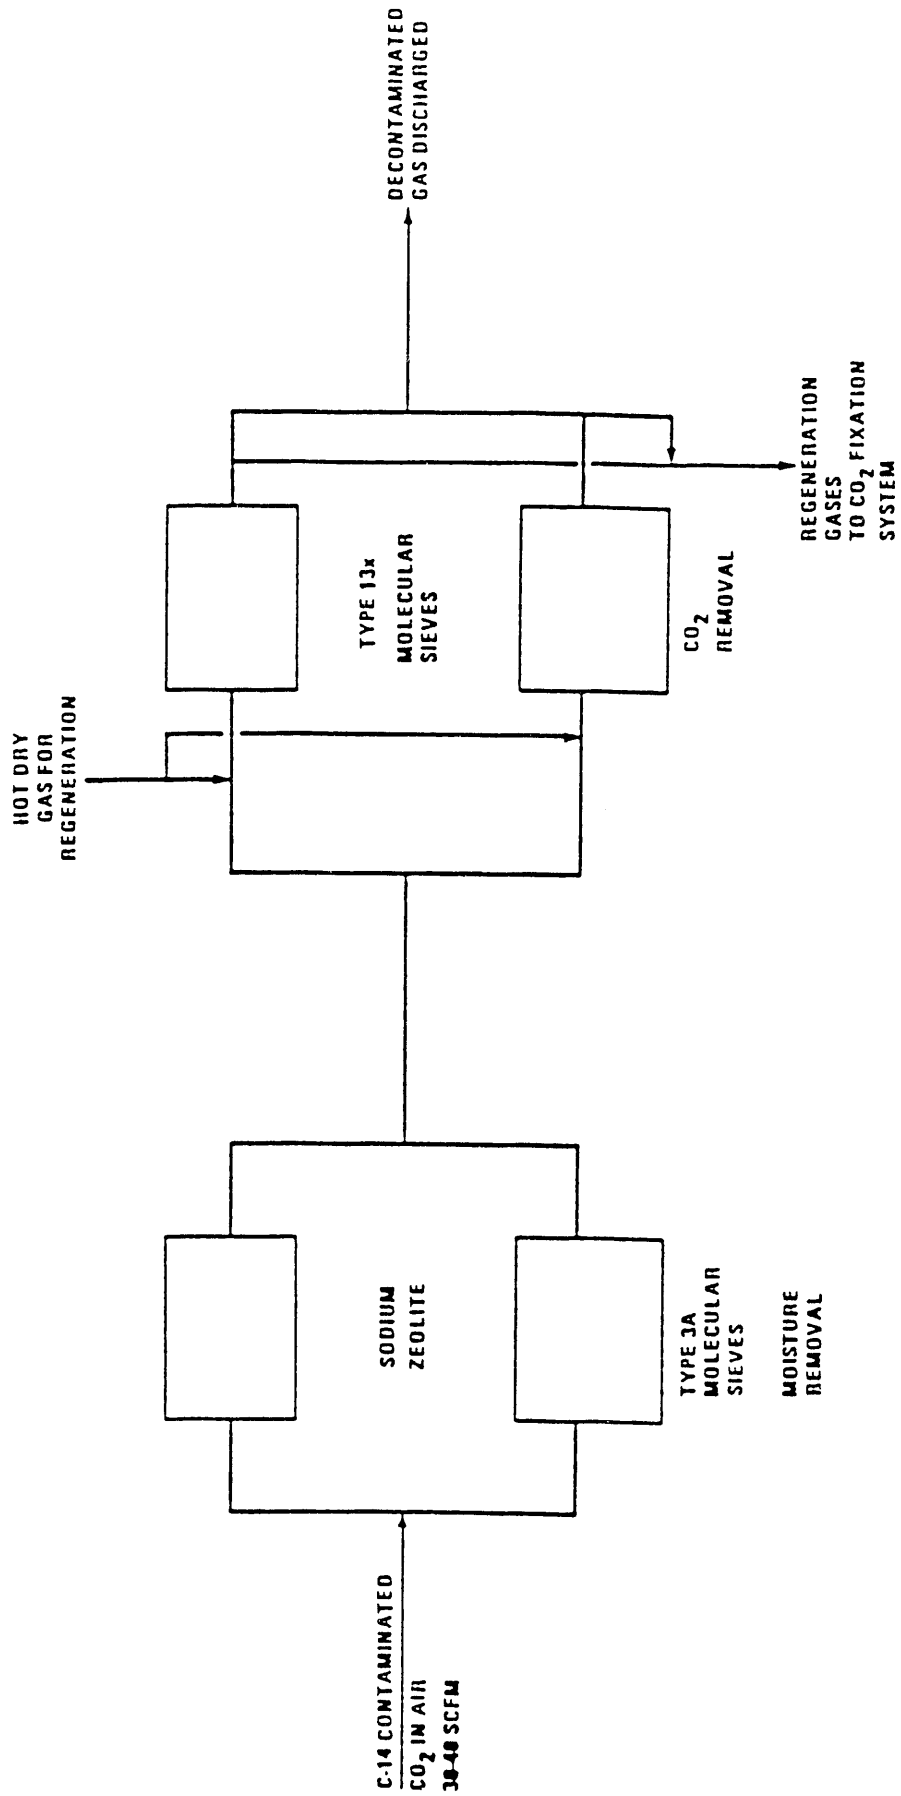 HOT DRY
GAS FOR
REGENERATION
C-14 CONTAMINATED
CO₂ IN AIR
SCFM
SODIUM
ZEOLITE
TYPE 13x
MOLECULAR
SIEVES
DECONTAMINATED
GAS DISCHARGED
TYPE 3A
MOLECULAR
SIEVES
MOISTURE
REMOVAL
CO₂
REMOVAL
REGENERATION
GASES
TO CO₂ FIXATION
SYSTEM